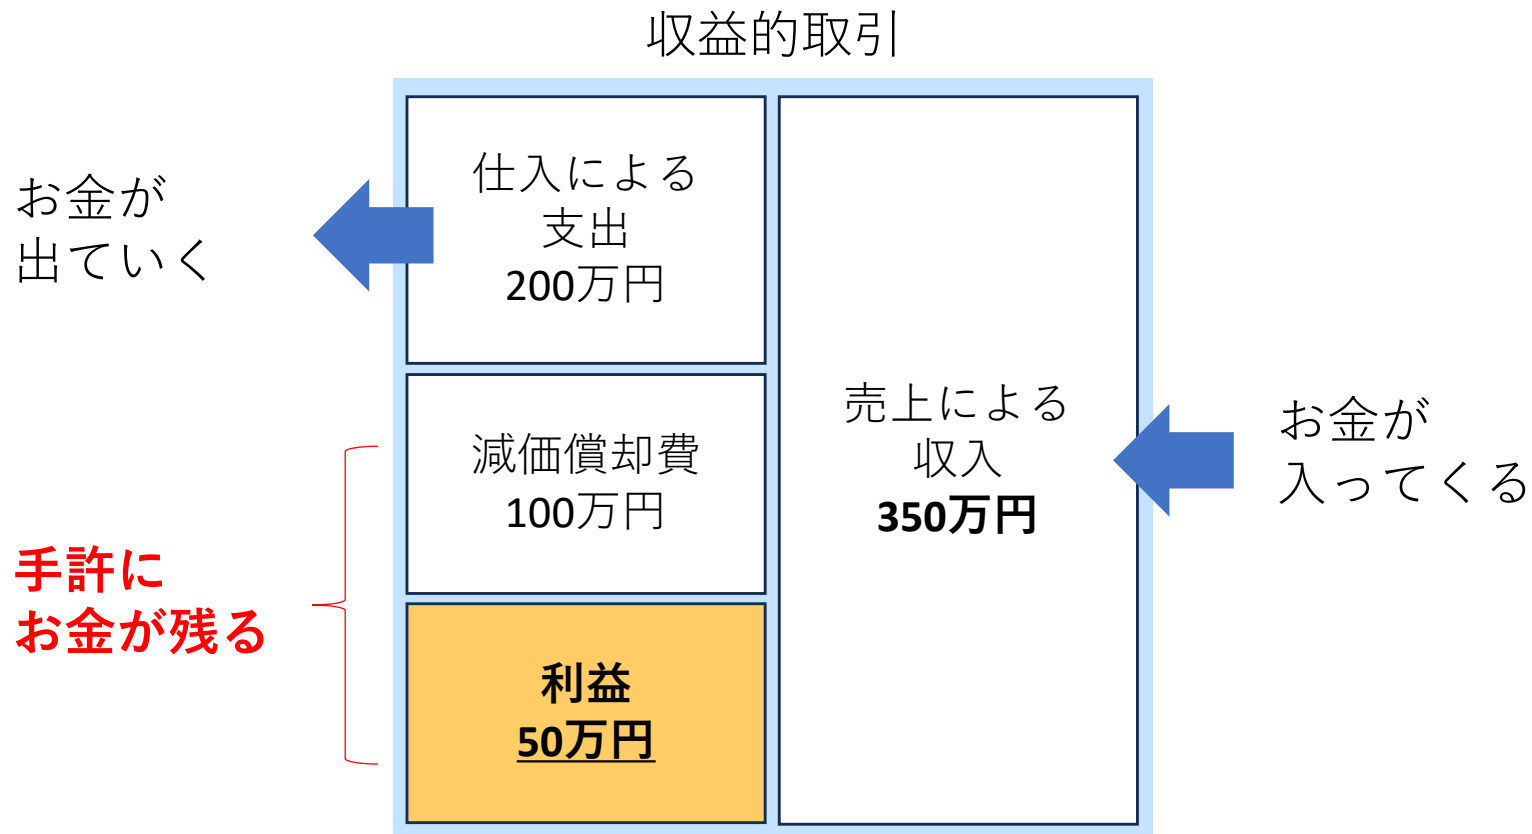 収益的取引
お金が
出ていく
仕入による
支出
200万円
減価償却費
100万円
手許に
お金が残る
利益
50万円
売上による
収入
350万円
お金が
入ってくる